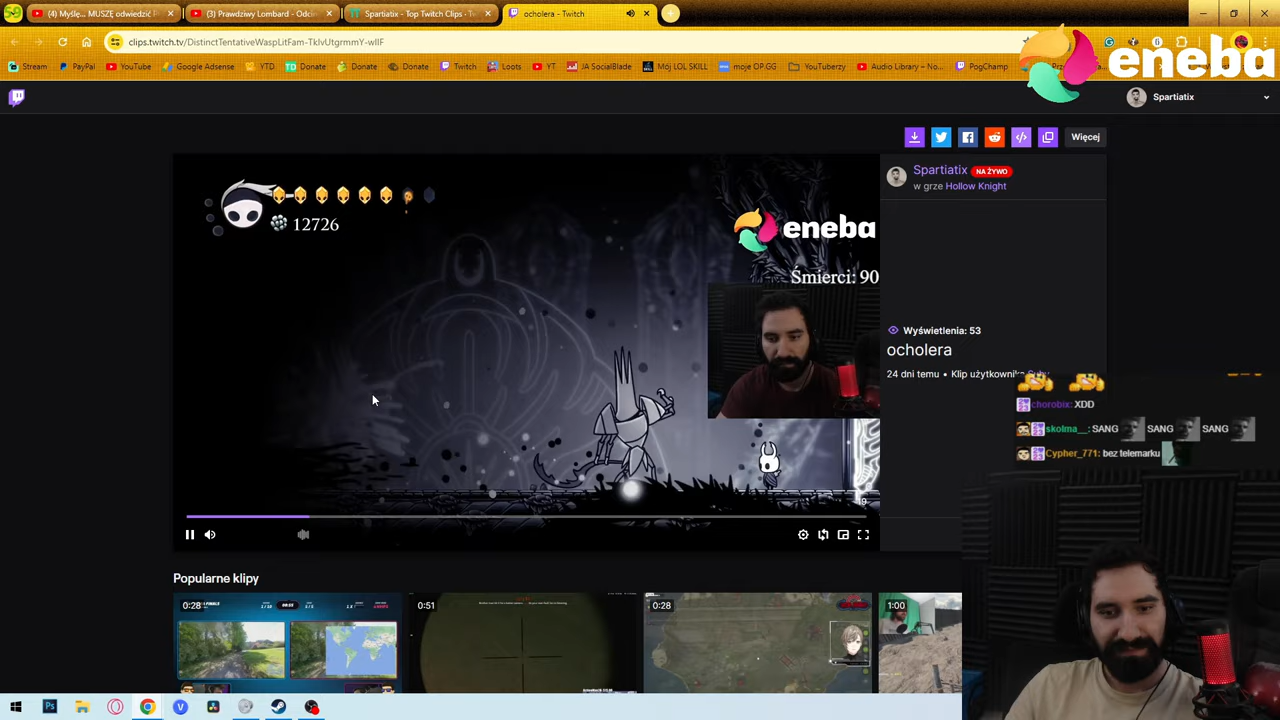 (4) Myślę... MUSZĘ odwiedzić
(3) Prawdziwy Lombard - Odc
Spartiatix - Top Twitch Clips - T
ocholera - Twitch
clips.twitch.tv/DistinctTentativeWaspLitFam-TklvUtgrmmY-wIIF
Stream
PayPal
YouTube
Google Adsense
YTD
Donate
Donate
Donate
Twitch
Loots
YT
JA SocialBlade
Mój LOL SKILL
moje OP.GG
YouTuberzy
Audio Library – No...
PogChamp
eneba
Spartiatix
Więcej
12726
eneba
Śmierci: 90
Spartiatix NA ŻYWO
w grze Hollow Knight
Wyświetlenia: 53
ocholera
24 dni temu • Klip użytkownika
chorobix: XDD
skolma__: SANG SANG SANG
Cypher_771: bez telemarku
Popularne klipy
0:28
0:51
0:28
1:00